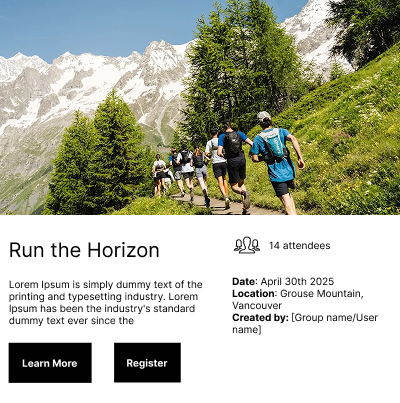 Run the Horizon
Lorem Ipsum is simply dummy text of the
printing and typesetting industry. Lorem
Ipsum has been the industry's standard
dummy text ever since the
Learn More
Register
14 attendees
Date: April 30th 2025
Location: Grouse Mountain,
Vancouver
Created by: [Group name/User
name]